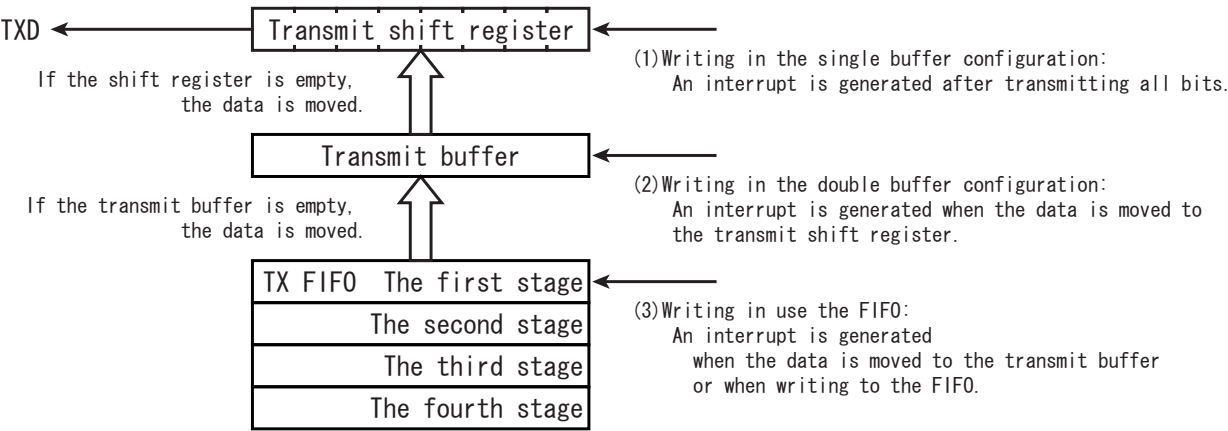 TXD
Transmit shift register
(1)Writing in the single buffer configuration:
An interrupt is generated after transmitting all bits.
If the shift register is empty,
the data is moved.
Transmit buffer
(2)Writing in the double buffer configuration:
An interrupt is generated when the data is moved to
the transmit shift register.
If the transmit buffer is empty,
the data is moved.
TX FIFO The first stage
The second stage
The third stage
The fourth stage
(3)Writing in use the FIFO:
An interrupt is generated
when the data is moved to the transmit buffer
or when writing to the FIFO.